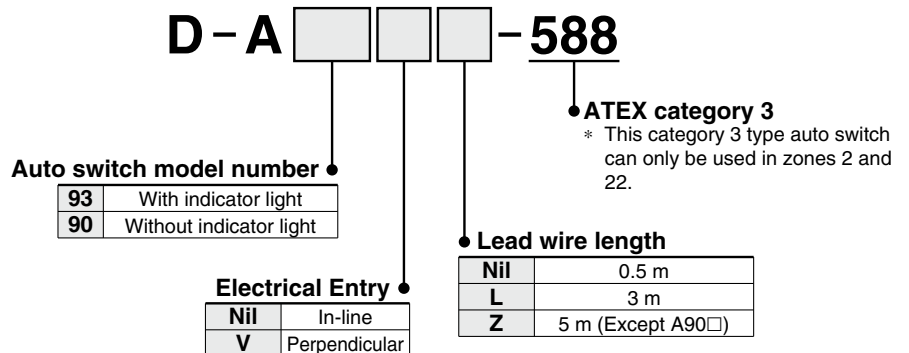 D-A □□□-588
ATEX category 3
* This category 3 type auto switch
can only be used in zones 2 and
22.
Auto switch model number
93 With indicator light
90 Without indicator light
Lead wire length
Nil 0.5 m
L 3 m
Z 5 m (Except A90□)
Electrical Entry
Nil In-line
V Perpendicular